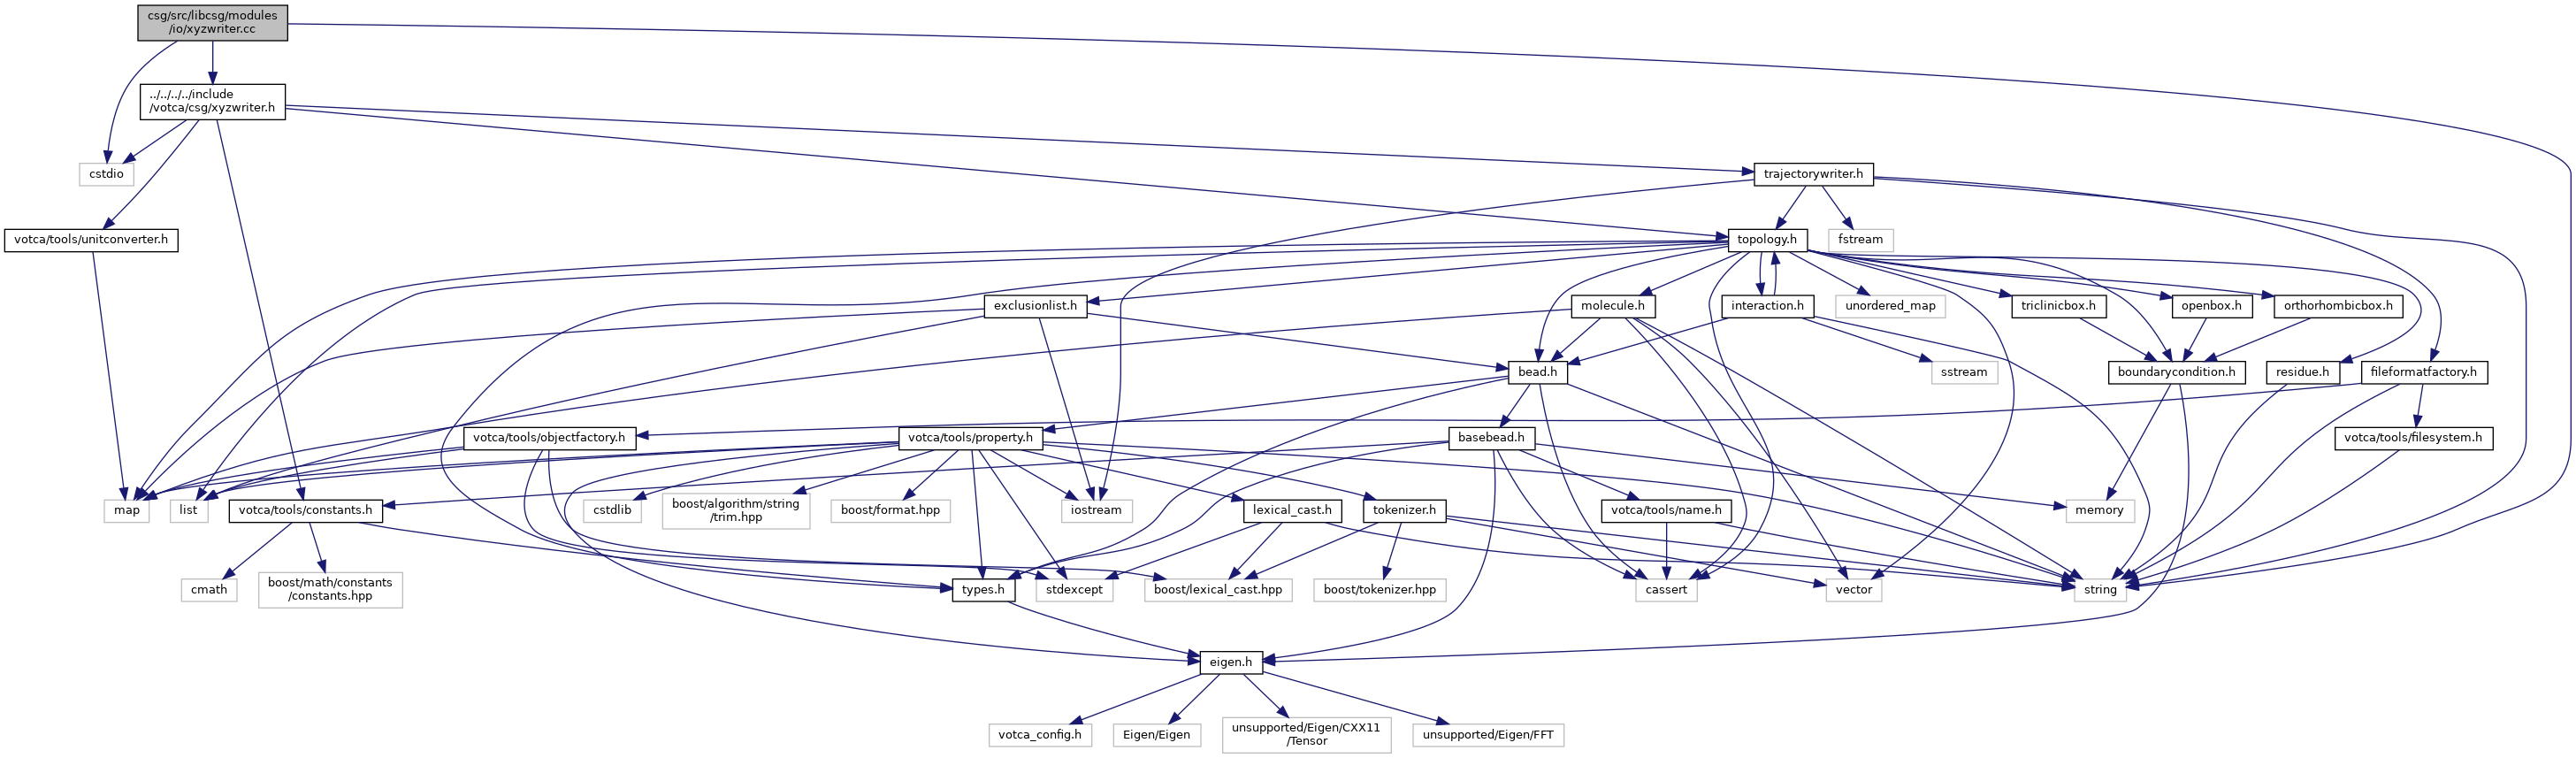 csg/src/libcsg/modules
/io/xyzwriter.cc
../../../../include
/votca/csg/xyzwriter.h
cstdio
trajectorywriter.h
votca/tools/unitconverter.h
topology.h
fstream
exclusionlist.h
molecule.h
interaction.h
unordered_map
triclinicbox.h
openbox.h
orthorhombicbox.h
bead.h
sstream
boundarycondition.h
residue.h
fileformatfactory.h
votca/tools/objectfactory.h
votca/tools/property.h
basebead.h
votca/tools/filesystem.h
map
list
votca/tools/constants.h
cstdlib
boost/algorithm/string
/trim.hpp
boost/format.hpp
iostream
lexical_cast.h
tokenizer.h
votca/tools/name.h
memory
cmath
boost/math/constants
/constants.hpp
types.h
stdexcept
boost/lexical_cast.hpp
boost/tokenizer.hpp
cassert
vector
string
eigen.h
votca_config.h
Eigen/Eigen
unsupported/Eigen/CXX11
/Tensor
unsupported/Eigen/FFT